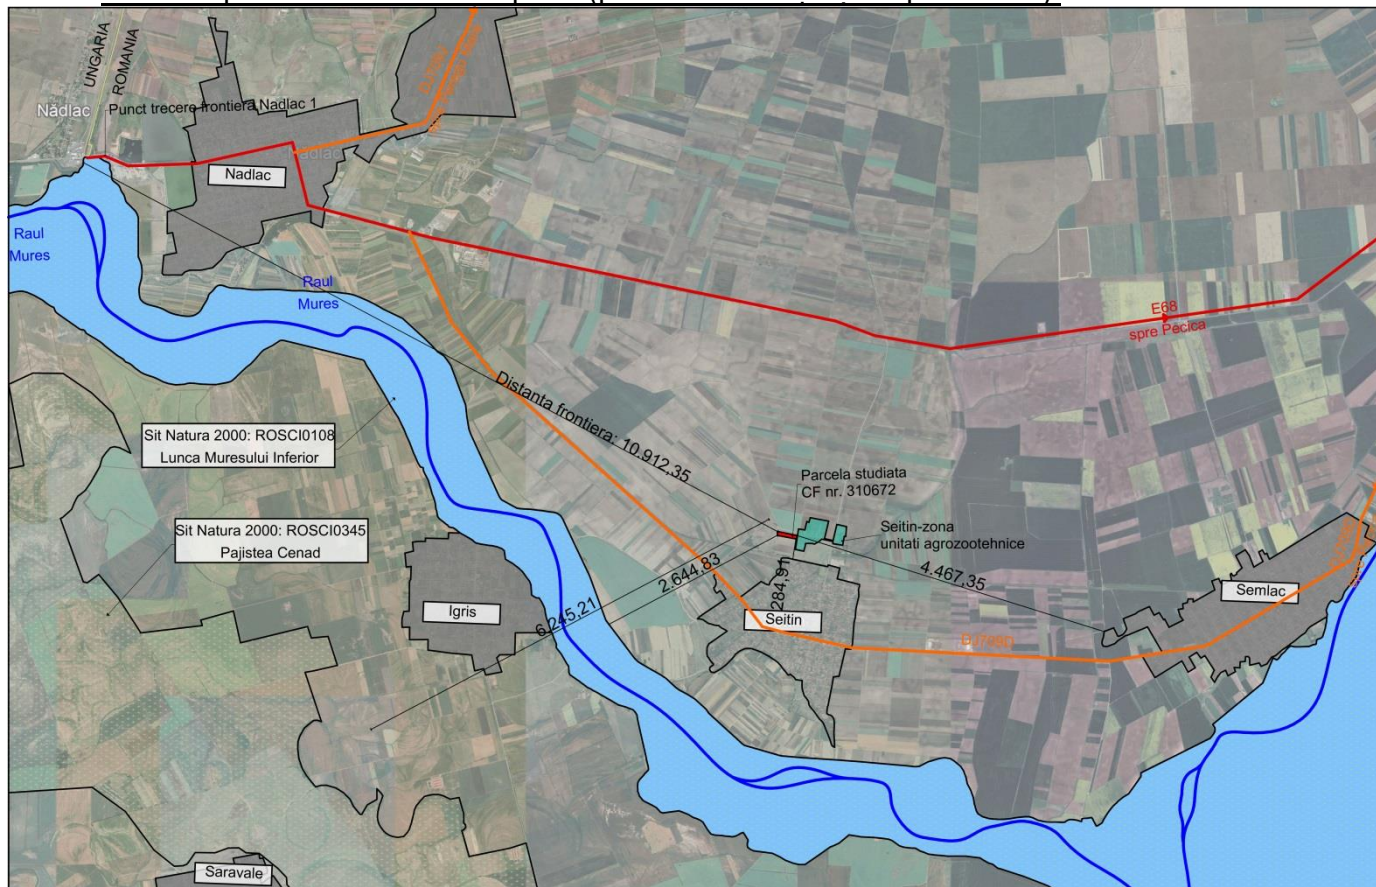 UNGARIA
ROMANIA
Nădlac
Punct trecere frontiera Nadlac 1
Nadlac
Nadlac
Raul
Mures
Raul
Mures
E68
spre Pecica
Distanta frontiera: 10.912,35
Sit Natura 2000: ROSCI0108
Lunca Muresului Inferior
Parcela studiata
CF nr. 310672
Sit Natura 2000: ROSCI0345
Pajistea Cenad
Seitin-zona
unitati agrozootehnice
2.644,83
284,91
4.467,35
6.245,21
Igris
Seitin
Semlac
DJ709D
Saravale